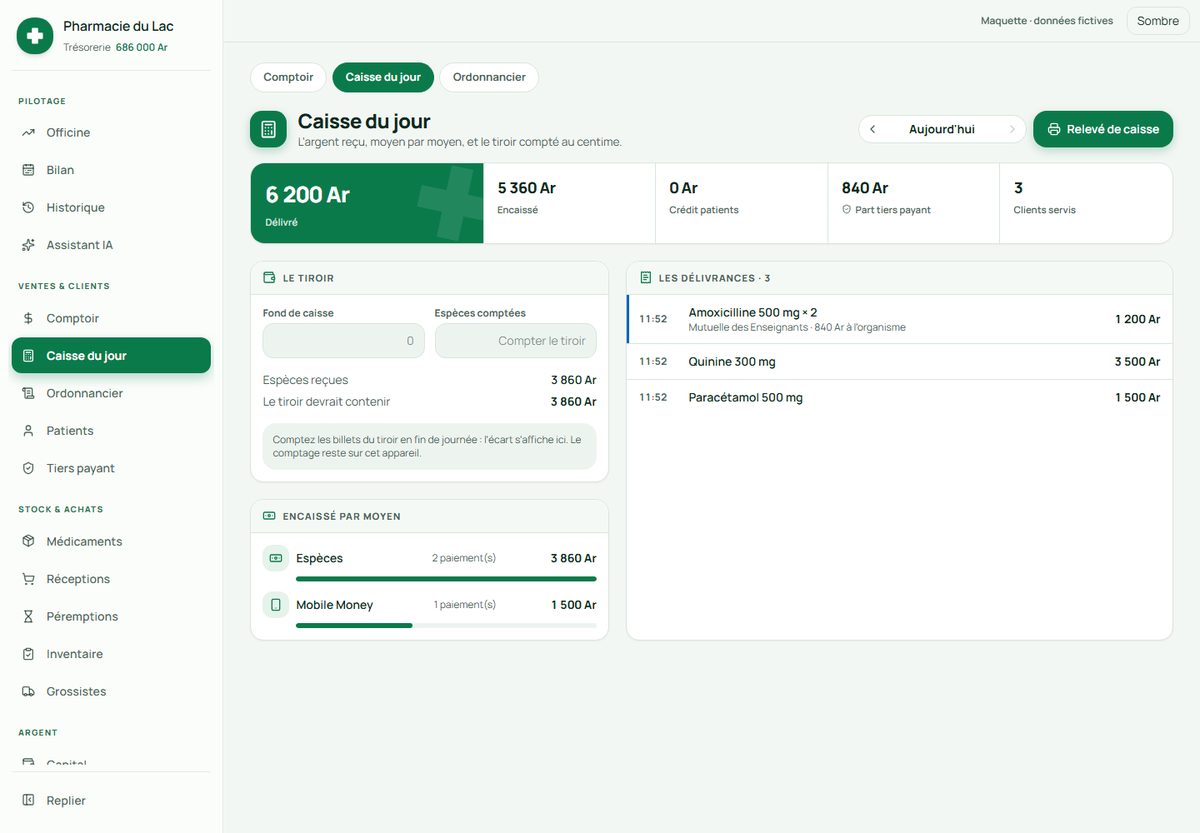 Pharmacie du Lac
Trésorerie 686 000 Ar
PILOTAGE
Officine
Bilan
Historique
Assistant IA
VENTES & CLIENTS
Comptoir
Caisse du jour
Ordonnancier
Patients
Tiers payant
STOCK & ACHATS
Médicaments
Réceptions
Péremptions
Inventaire
Grossistes
ARGENT
Capital
Replier
Maquette · données fictives
Sombre
Comptoir
Caisse du jour
Ordonnancier
Caisse du jour
L'argent reçu, moyen par moyen, et le tiroir compté au centime.
Aujourd'hui
Relevé de caisse
6 200 Ar
Délivré
5 360 Ar
Encaissé
0 Ar
Crédit patients
840 Ar
Part tiers payant
3
Clients servis
LE TIROIR
Fond de caisse
Espèces comptées
0
Compter le tiroir
Espèces reçues 3 860 Ar
Le tiroir devrait contenir 3 860 Ar
Comptez les billets du tiroir en fin de journée : l'écart s'affiche ici. Le
comptage reste sur cet appareil.
ENCAISSÉ PAR MOYEN
Espèces 2 paiement(s) 3 860 Ar
Mobile Money 1 paiement(s) 1 500 Ar
LES DÉLIVRANCES · 3
11:52 Amoxicilline 500 mg × 2 1 200 Ar
Mutuelle des Enseignants · 840 Ar à l'organisme
11:52 Quinine 300 mg 3 500 Ar
11:52 Paracétamol 500 mg 1 500 Ar